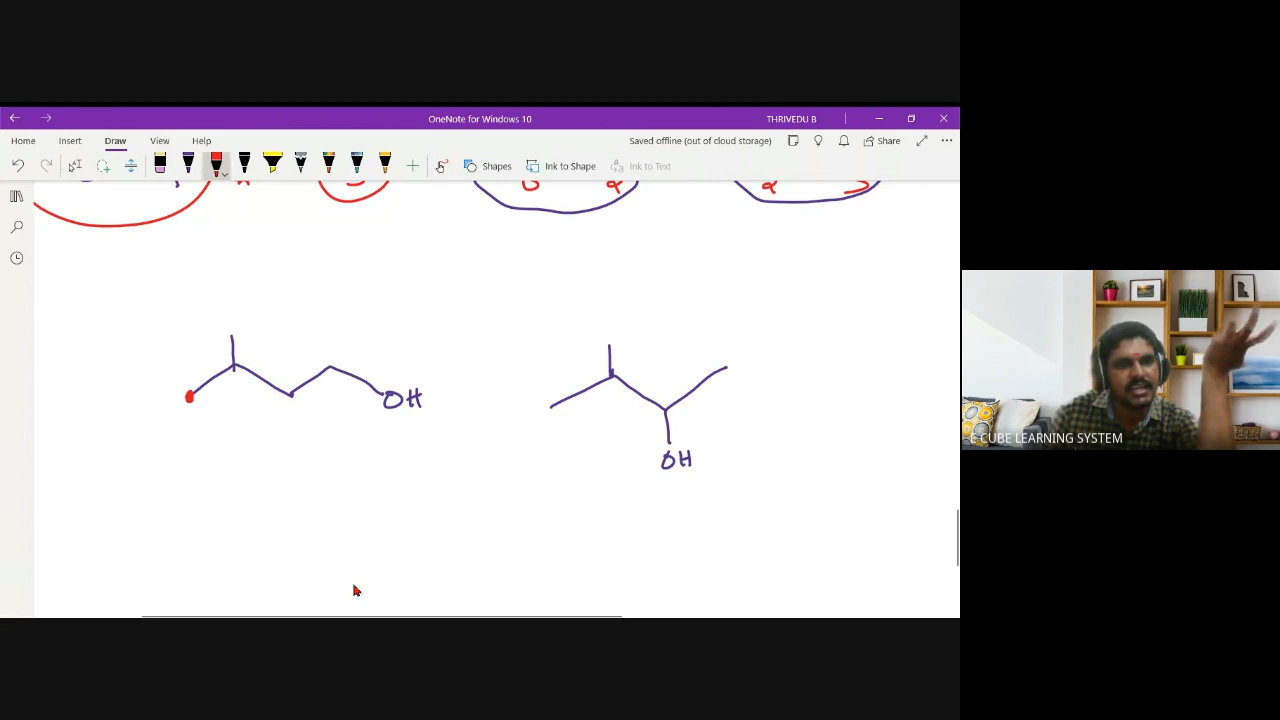 OneNote for Windows 10
THRIVEDU B
Home Insert Draw View Help
Saved offline (out of cloud storage)
Share
Shapes
Ink to Shape
Ink to Text
OH
OH
E CUBE LEARNING SYSTEM